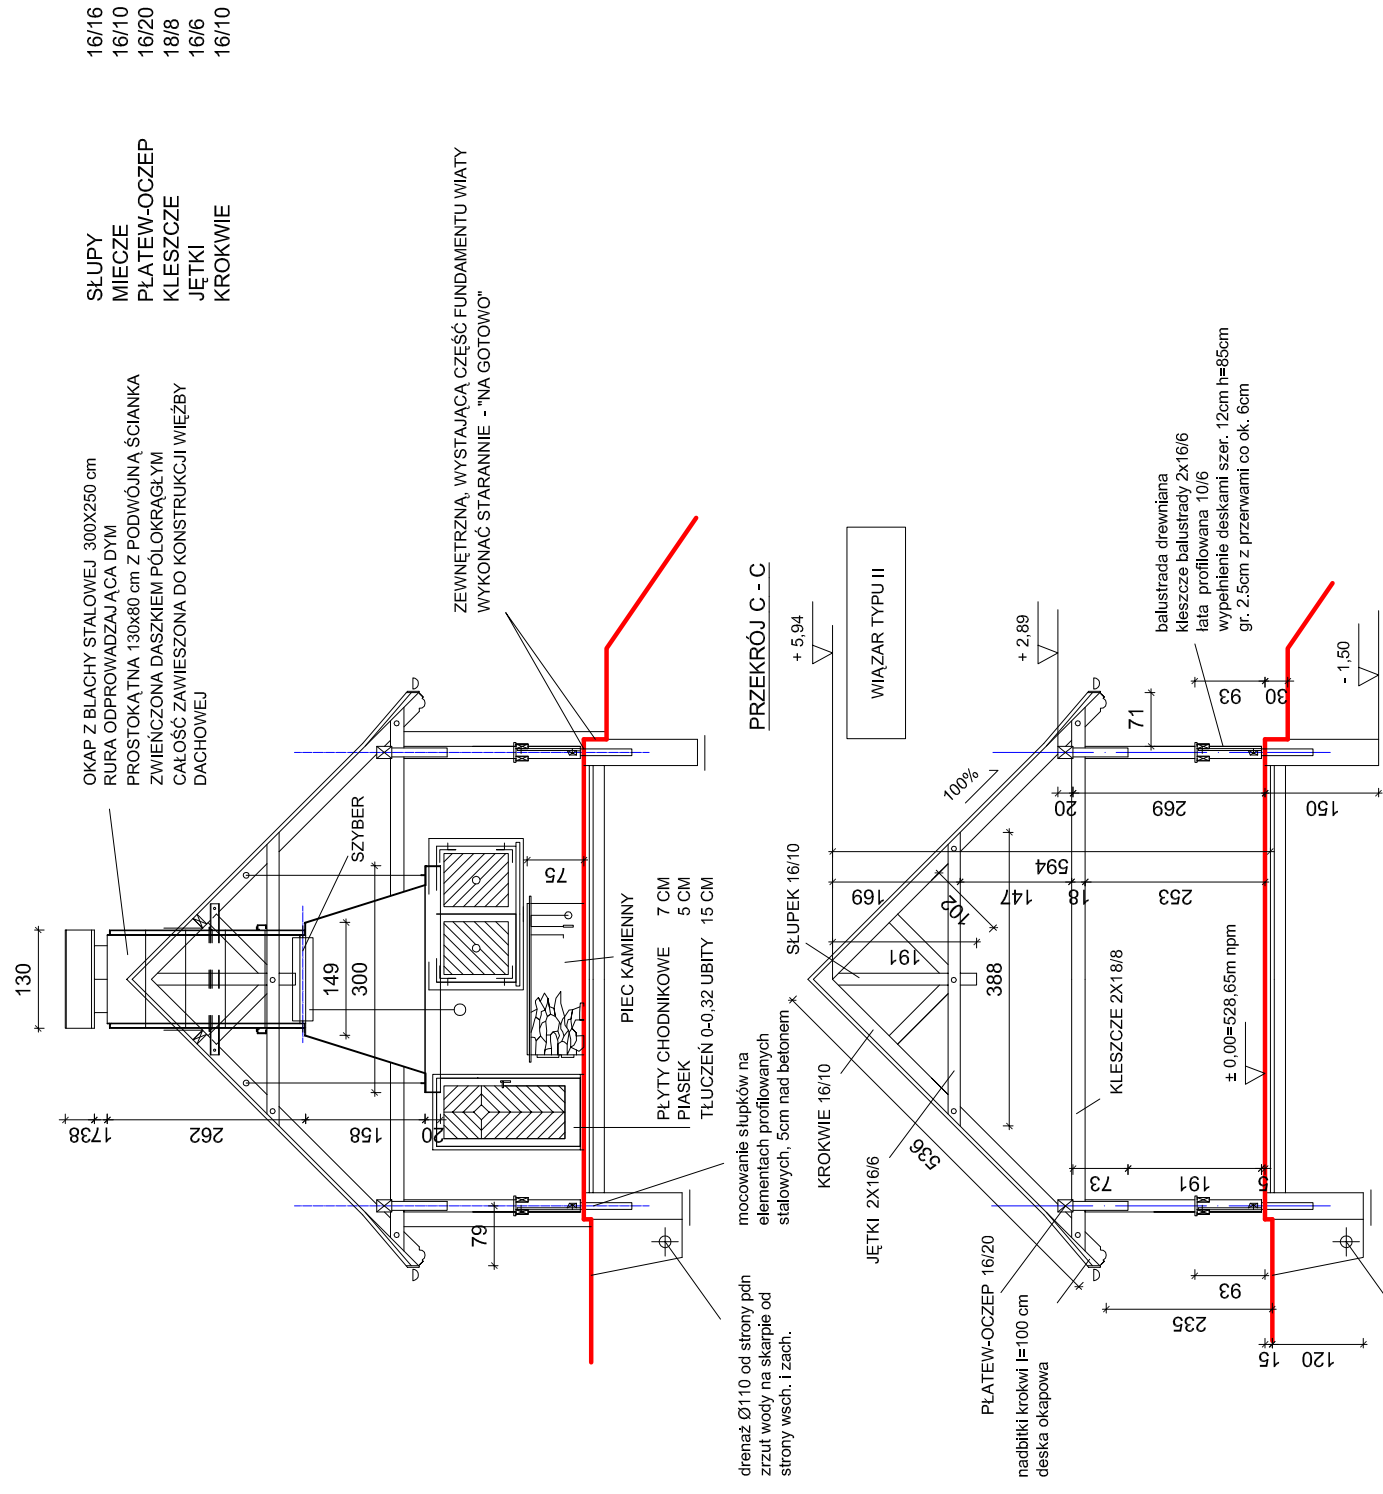 SŁUPY 16/16
MIECZE 16/10
PŁATEW-OCZEP 16/20
KLESZCZE 18/8
JĘTKI 16/6
KROKWIE 16/10
OKAP Z BLACHY STALOWEJ 300X250 cm
RURA ODPROWADZAJĄCA DYM
PROSTOKĄTNA 130x80 cm Z PODWÓJNĄ ŚCIANKA
ZWIEŃCZONA DASZKIEM PÓLOKRĄGŁYM
CAŁOŚĆ ZAWIESZONA DO KONSTRUKCJI WIĘŹBY
DACHOWEJ
ZEWNĘTRZNĄ, WYSTAJĄCĄ CZĘŚĆ FUNDAMENTU WIATY
WYKONAĆ STARANNIE - "NA GOTOWO"
SZYBER
130
149
300
1738
262
158
20
75
79
PIEC KAMIENNY
PŁYTY CHODNIKOWE 7 CM
PIASEK 5 CM
TŁUCZEŃ 0-0,32 UBITY 15 CM
mocowanie słupków na
elementach profilowanych
stalowych, 5cm nad betonem
drenaż Ø110 od strony pdn
zrzut wody na skarpie od
strony wsch. i zach.
PRZEKRÓJ C - C
WIĄZAR TYPU II
+ 5,94
+ 2,89
- 1,50
± 0,00=528,65m npm
100%
SŁUPEK 16/10
KROKWIE 16/10
JĘTKI 2X16/6
KLESZCZE 2X18/8
PŁATEW-OCZEP 16/20
nadbitki krokwi l=100 cm
deska okapowa
balustrada drewniana
kleszcze balustrady 2x16/6
łata profilowana 10/6
wypełnienie deskami szer. 12cm h=85cm
gr. 2.5cm z przerwami co ok. 6cm
71
93
30
20
269
150
594
169
147
18
253
102
191
388
536
73
191
5
93
235
15
120